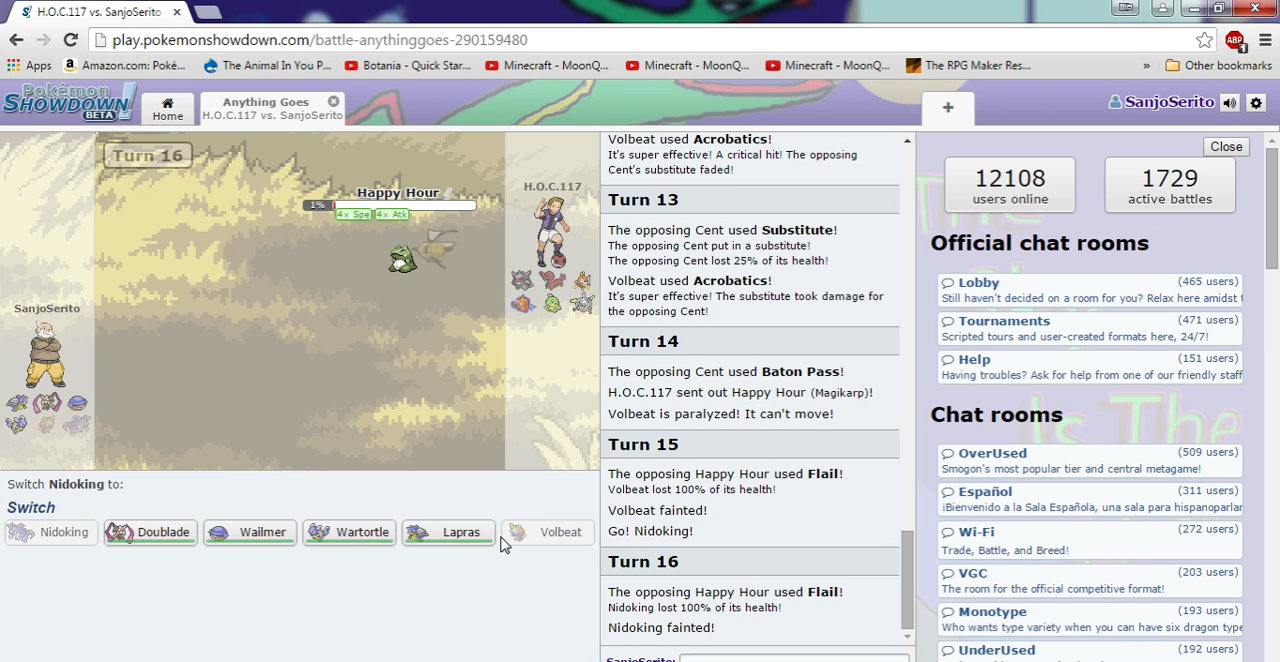 H.O.C.117 vs. SanjoSerito
play.pokemonshowdown.com/battle-anythinggoes-290159480
Apps
Amazon.com: Poké...
The Animal In You P...
Botania - Quick Star...
Minecraft - MoonQ...
Minecraft - MoonQ...
Minecraft - MoonQ...
The RPG Maker Res...
»
Other bookmarks
Pokémon
SHOWDOWN!
BETA
Home
Anything Goes
H.O.C.117 vs. SanjoSerito
+
SanjoSerito
Turn 16
Happy Hour
1%
4x Spe 4x Atk
H.O.C.117
SanjoSerito
Switch Nidoking to:
Switch
Nidoking
Doublade
Wailmer
Wartortle
Lapras
Volbeat
Volbeat used Acrobatics!
It's super effective! A critical hit! The opposing
Cent's substitute faded!
Turn 13
The opposing Cent used Substitute!
The opposing Cent put in a substitute!
The opposing Cent lost 25% of its health!
Volbeat used Acrobatics!
It's super effective! The substitute took damage for
the opposing Cent!
Turn 14
The opposing Cent used Baton Pass!
H.O.C.117 sent out Happy Hour (Magikarp)!
Volbeat is paralyzed! It can't move!
Turn 15
The opposing Happy Hour used Flail!
Volbeat lost 100% of its health!
Volbeat fainted!
Go! Nidoking!
Turn 16
The opposing Happy Hour used Flail!
Nidoking lost 100% of its health!
Nidoking fainted!
SanjoSerito:
Close
12108
users online
1729
active battles
Official chat rooms
Lobby
(465 users)
Still haven't decided on a room for you? Relax here amidst t
Tournaments
(471 users)
Scripted tours and user-created formats here, 24/7!
Help
(151 users)
Having troubles? Ask for help from one of our friendly staff
Chat rooms
OverUsed
(509 users)
Smogon's most popular tier and central metagame!
Español
(311 users)
¡Bienvenido a la Sala Española, una sala para hispanoparlan
Wi-Fi
(272 users)
Trade, Battle, and Breed!
VGC
(203 users)
The room for the official competitive format!
Monotype
(193 users)
Who wants type variety when you can have six dragon type
UnderUsed
(192 users)